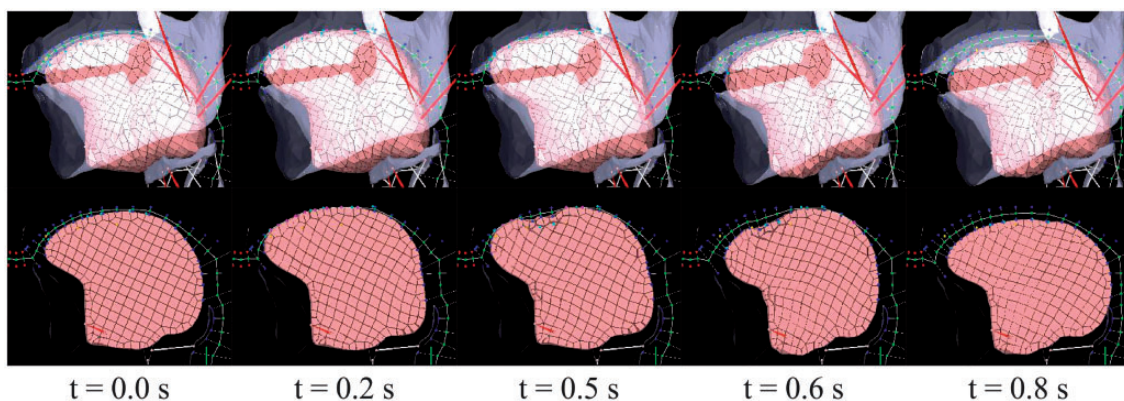 t = 0.0 s
t = 0.2 s
t = 0.5 s
t = 0.6 s
t = 0.8 s